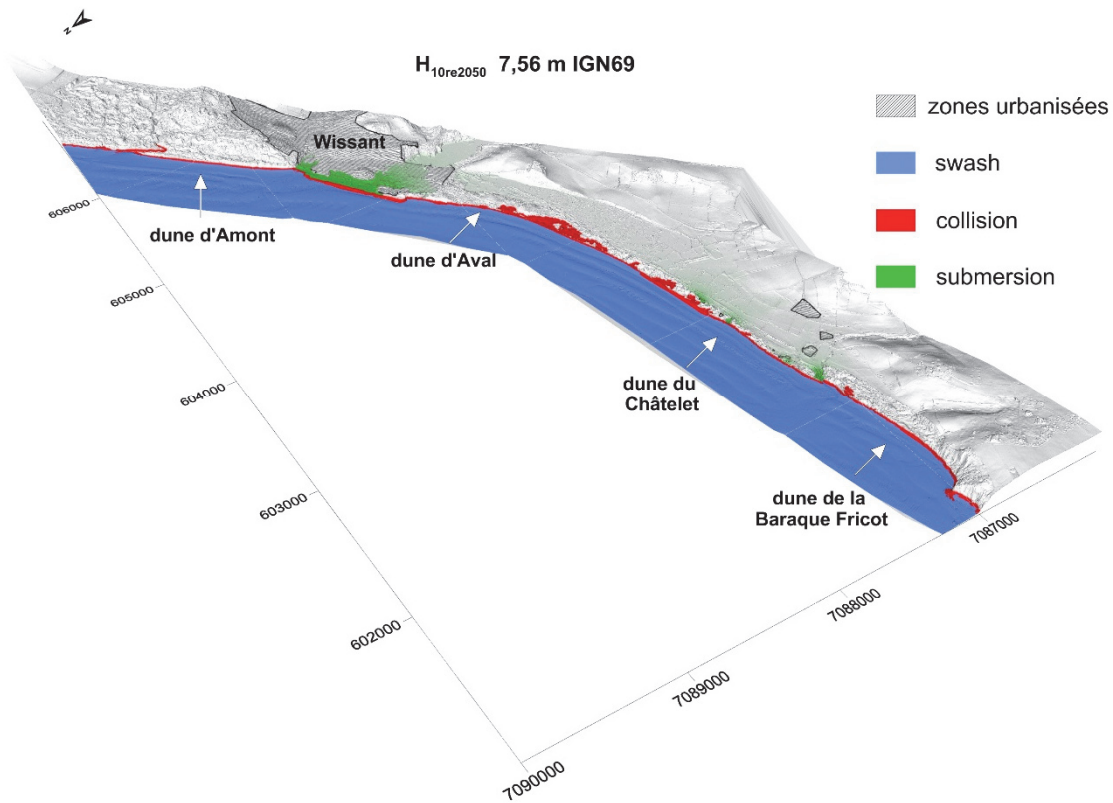 N
H10re2050 7,56 m IGN69
zones urbanisées
swash
collision
submersion
Wissant
dune d'Amont
dune d'Aval
dune du
Châtelet
dune de la
Baraque Fricot
606000
605000
604000
603000
602000
7087000
7088000
7089000
7090000